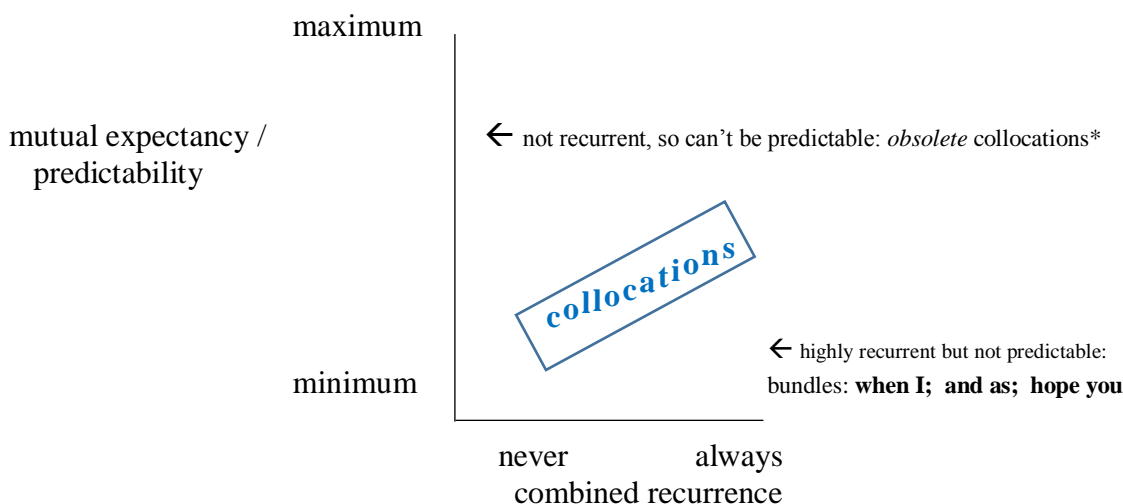 maximum
mutual expectancy /
predictability
← not recurrent, so can’t be predictable: obsolete collocations*
collocations
← highly recurrent but not predictable:
bundles: when I; and as; hope you
minimum
never always
combined recurrence